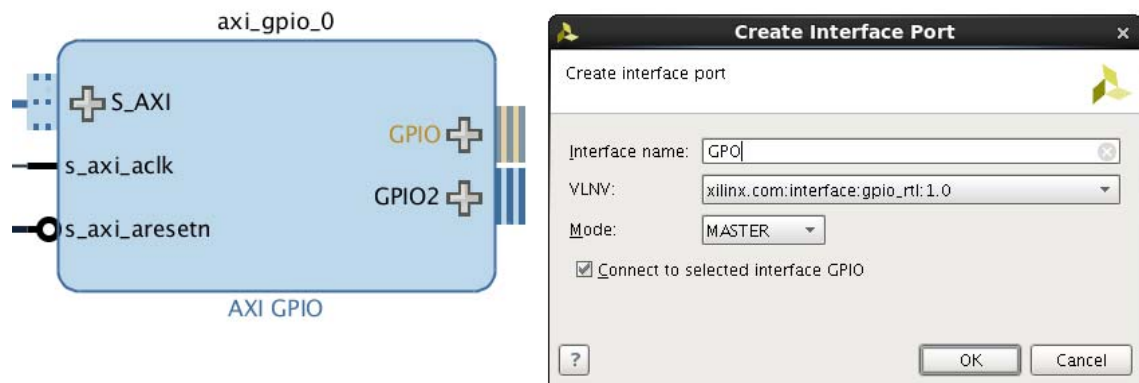 axi_gpio_0
S_AXI
GPIO
s_axi_aclk
GPIO2
s_axi_aresetn
AXI GPIO
Create Interface Port
Create interface port
Interface name: GPO
VLNV: xilinx.com:interface:gpio_rtl:1.0
Mode: MASTER
Connect to selected interface GPIO
?
OK Cancel